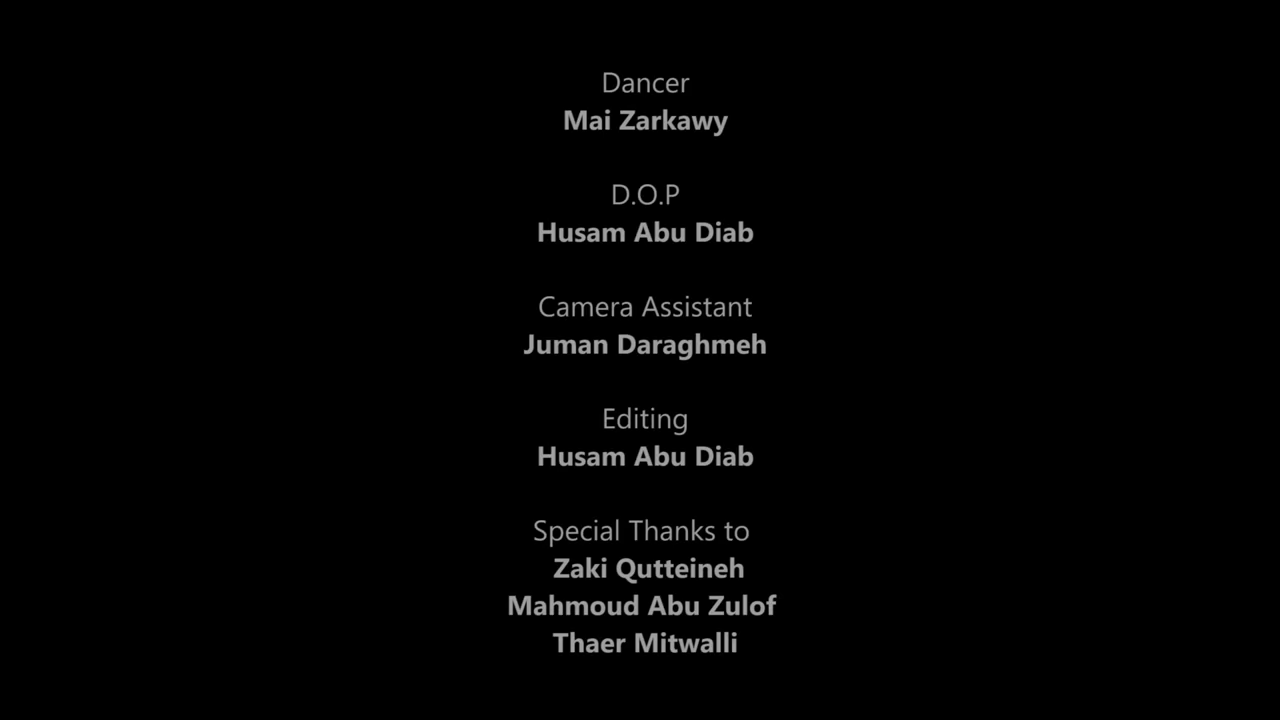 Dancer
Mai Zarkawy
D.O.P
Husam Abu Diab
Camera Assistant
Juman Daraghmeh
Editing
Husam Abu Diab
Special Thanks to
Zaki Qutteineh
Mahmoud Abu Zulof
Thaer Mitwalli